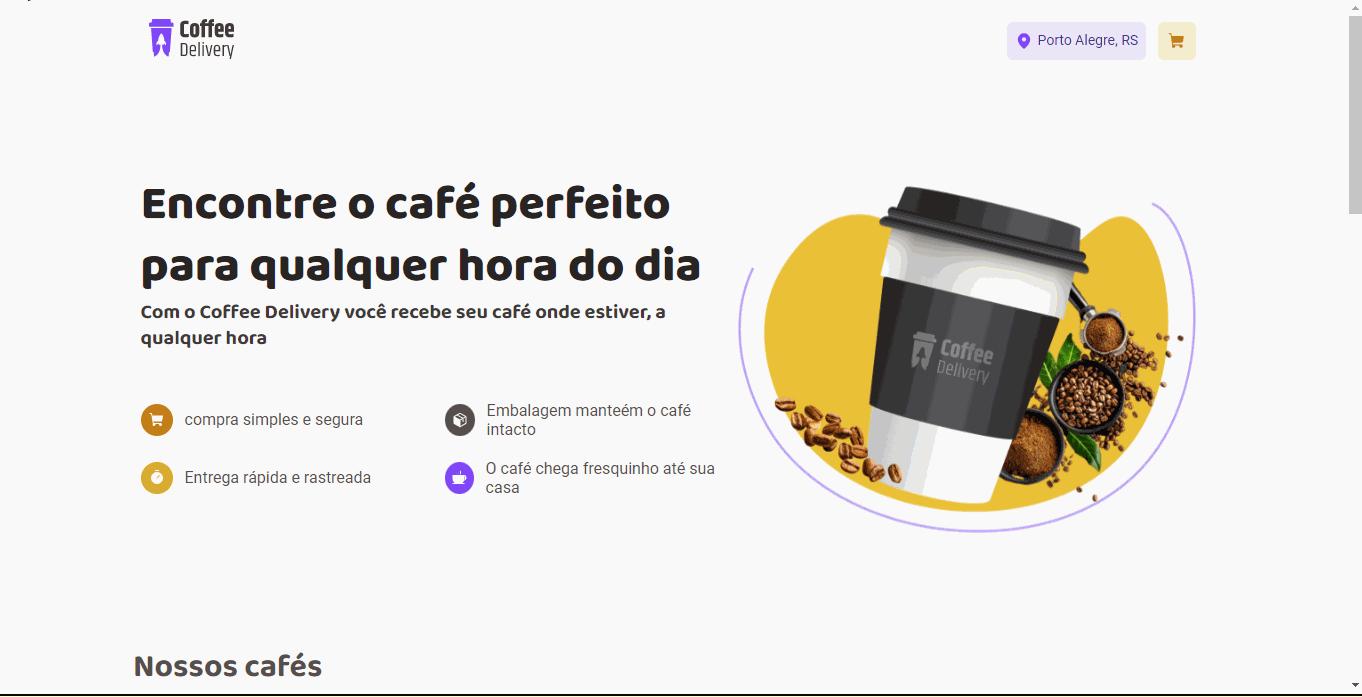 Coffee
Delivery
Porto Alegre, RS
Encontre o café perfeito
para qualquer hora do dia
Com o Coffee Delivery você recebe seu café onde estiver, a
qualquer hora
compra simples e segura
Embalagem manteém o café
intacto
Entrega rápida e rastreada
O café chega fresquinho até sua
casa
Coffee
Delivery
Nossos cafés